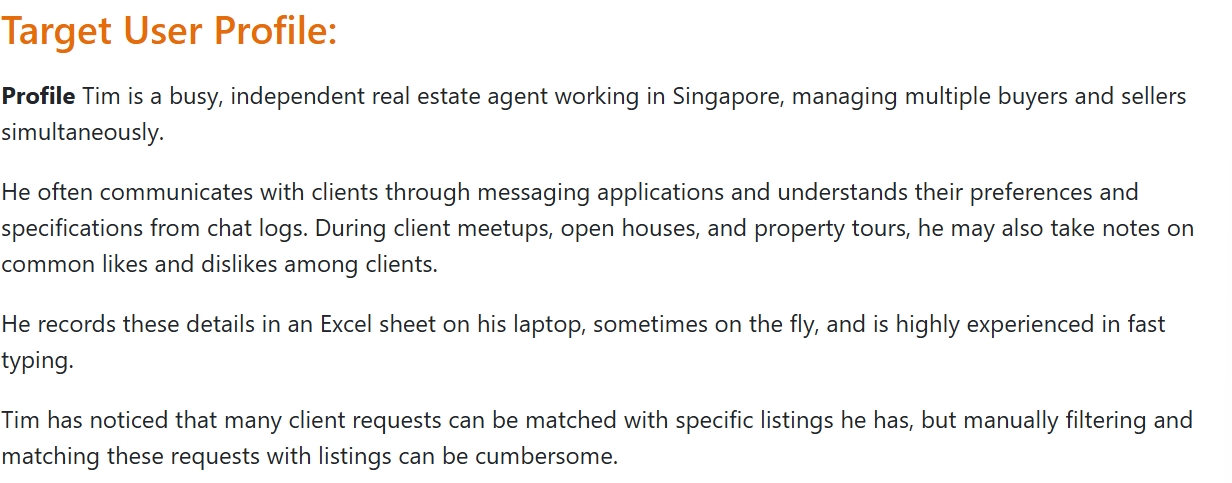 Target User Profile:
Profile Tim is a busy, independent real estate agent working in Singapore, managing multiple buyers and sellers
simultaneously.
He often communicates with clients through messaging applications and understands their preferences and
specifications from chat logs. During client meetups, open houses, and property tours, he may also take notes on
common likes and dislikes among clients.
He records these details in an Excel sheet on his laptop, sometimes on the fly, and is highly experienced in fast
typing.
Tim has noticed that many client requests can be matched with specific listings he has, but manually filtering and
matching these requests with listings can be cumbersome.